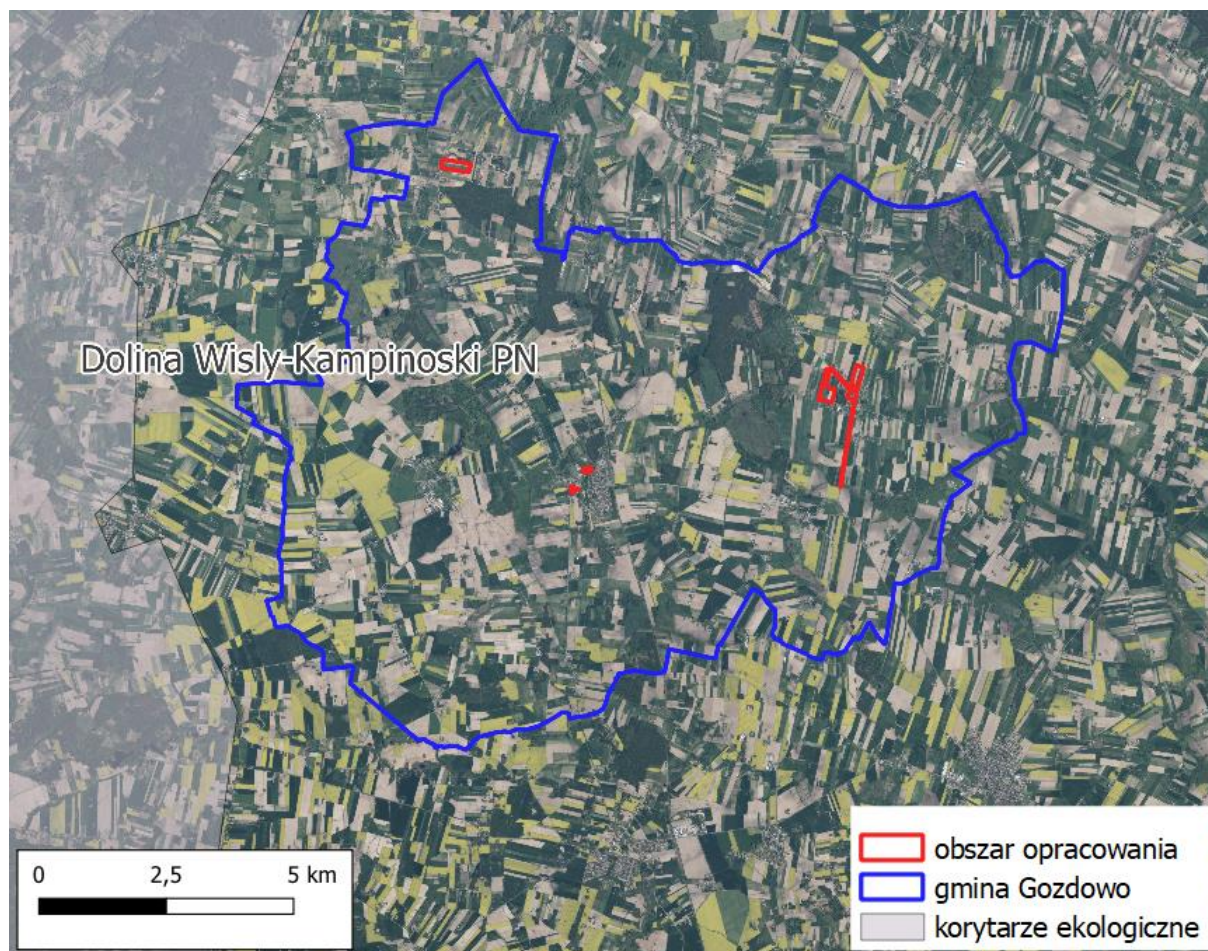 Dolina Wisly-Kampinoski PN
0 2,5 5 km
obszar opracowania
gmina Gozdowo
korytarze ekologiczne